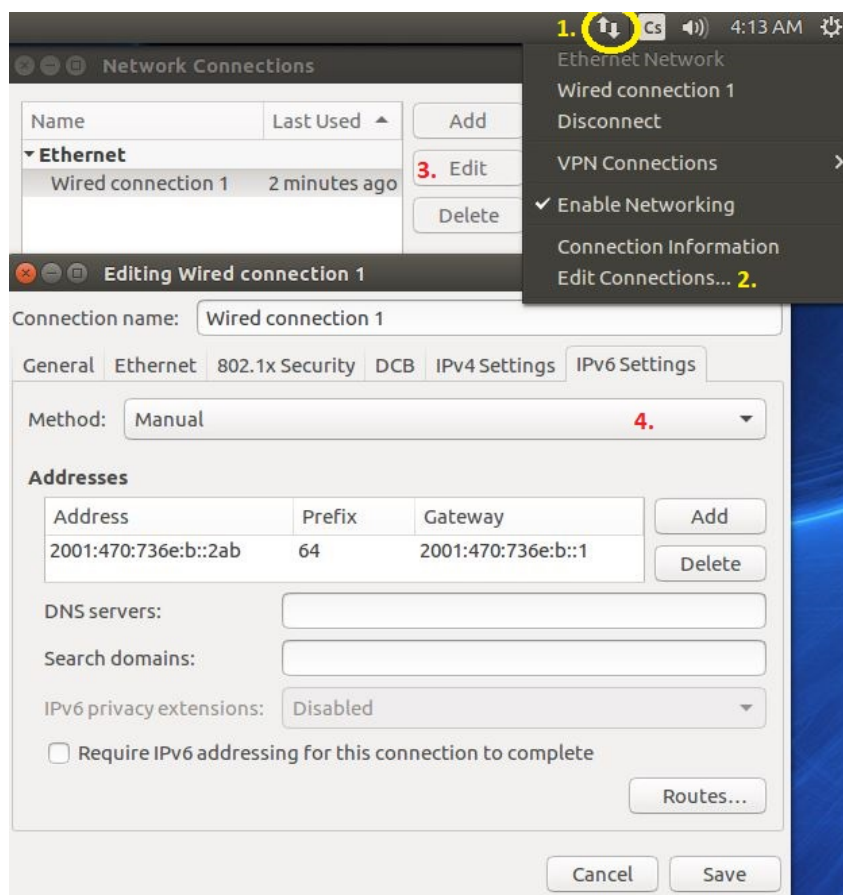 1. Cs 4:13 AM
Network Connections
Name Last Used Add
Ethernet
Wired connection 1 2 minutes ago
3. Edit
Delete
Ethernet Network
Wired connection 1
Disconnect
VPN Connections
Enable Networking
Connection Information
Edit Connections... 2.
Editing Wired connection 1
Connection name: Wired connection 1
General Ethernet 802.1x Security DCB IPv4 Settings IPv6 Settings
Method: Manual 4.
Addresses
Address Prefix Gateway Add
2001:470:736e:b::2ab 64 2001:470:736e:b::1
Delete
DNS servers:
Search domains:
IPv6 privacy extensions: Disabled
Require IPv6 addressing for this connection to complete
Routes...
Cancel Save